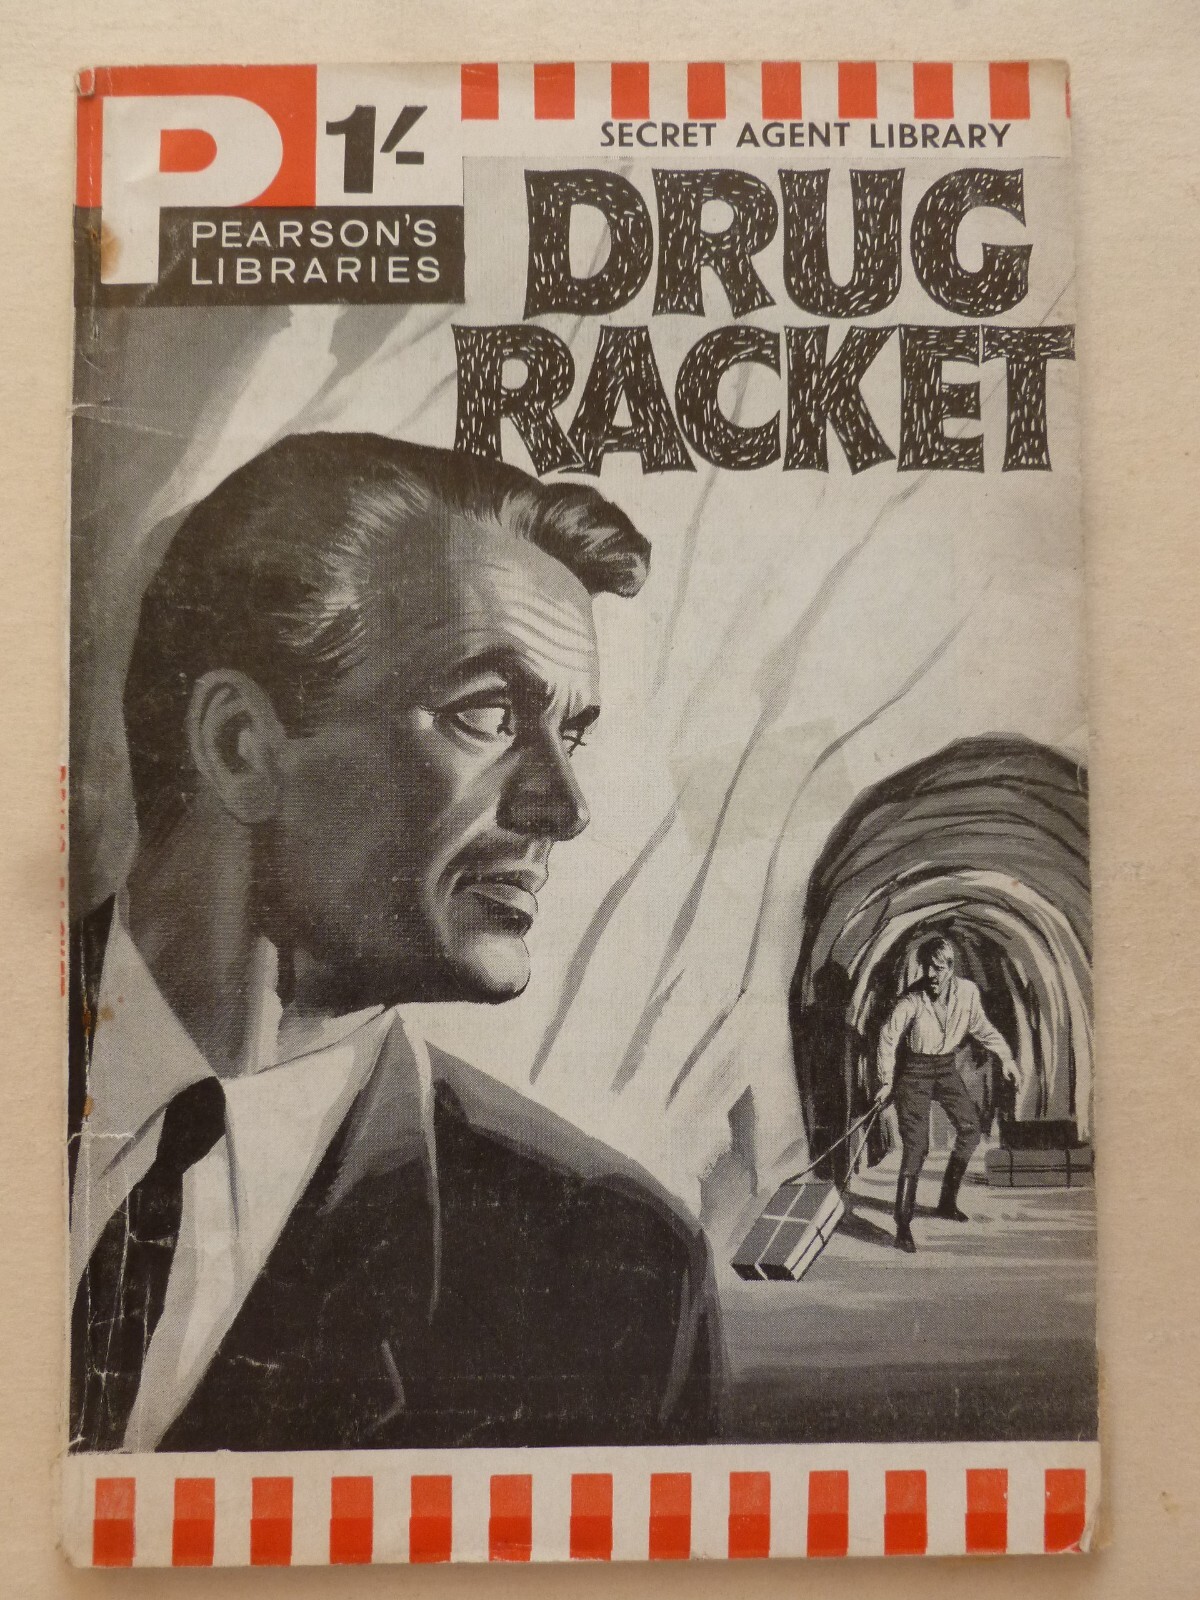 P
1/-
PEARSON'S
LIBRARIES
SECRET AGENT LIBRARY
DRUG
RACKET